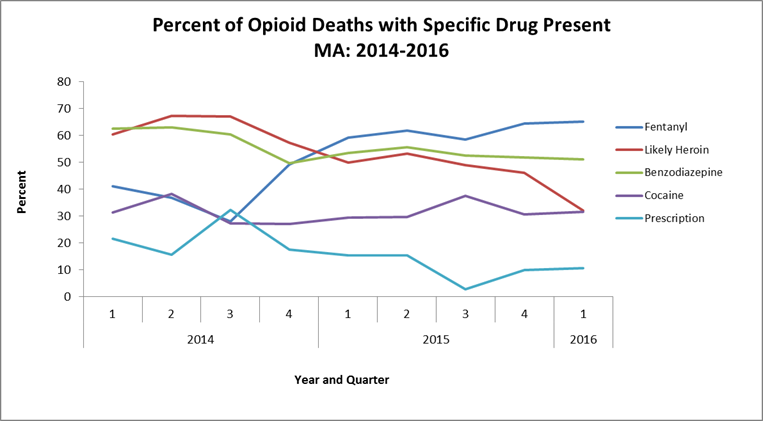 Percent of Opioid Deaths with Specific Drug Present
MA: 2014-2016
80
70
60
50
40
30
20
10
0
Percent
Fentanyl
Likely Heroin
Benzodiazepine
Cocaine
Prescription
1 2 3 4 1 2 3 4 1
2014 2015 2016
Year and Quarter